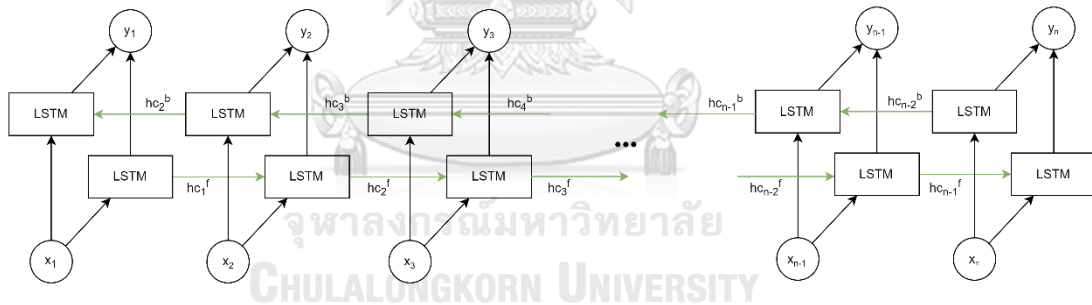 y₁ y₂ y₃ yₙ₋₁ yₙ
LSTM hc₂ᵇ LSTM hc₃ᵇ LSTM hc₄ᵇ hcₙ₋₁ᵇ LSTM hcₙ₋₂ᵇ LSTM
...
LSTM hc₁ᶠ LSTM hc₂ᶠ LSTM hc₃ᶠ hcₙ₋₂ᶠ LSTM hcₙ₋₁ᶠ LSTM
จุฬาลงกรณ์มหาวิทยาลัย
x₁ x₂ x₃ xₙ₋₁ xₙ
CHULALONGKORN UNIVERSITY